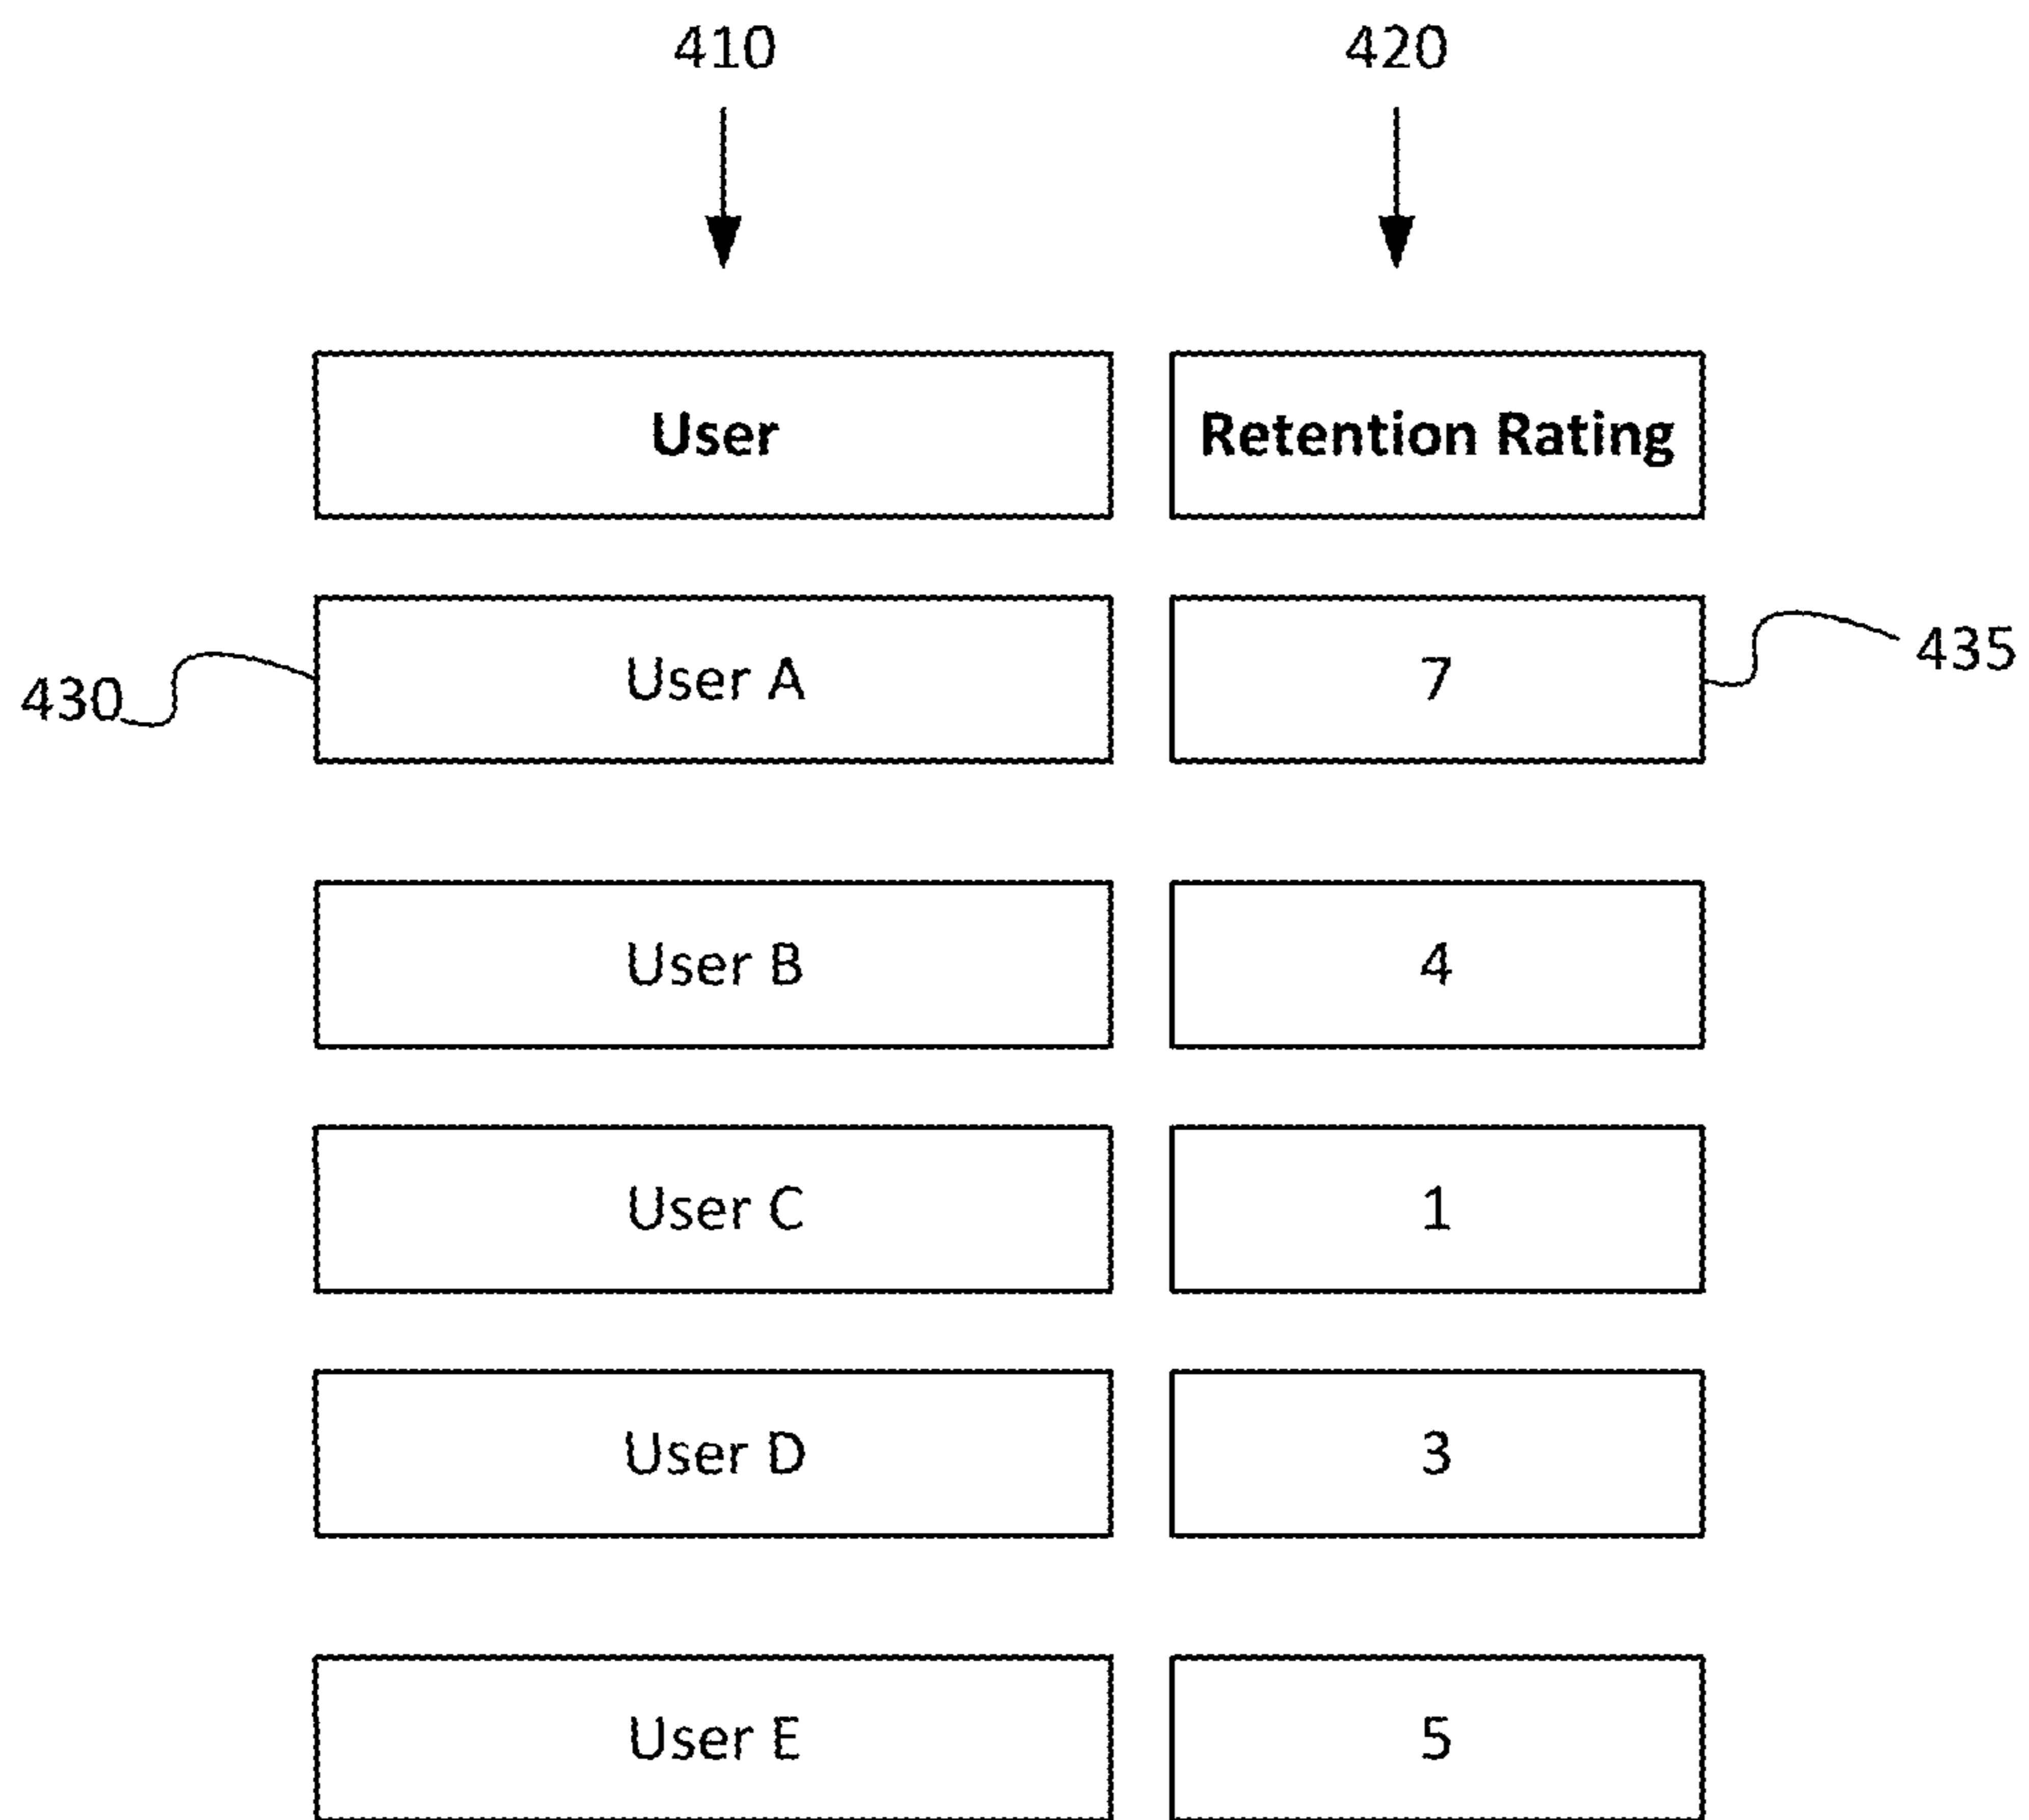 410 420
User Retention Rating
430 User A 7 435
User B 4
User C 1
User D 3
User E 5